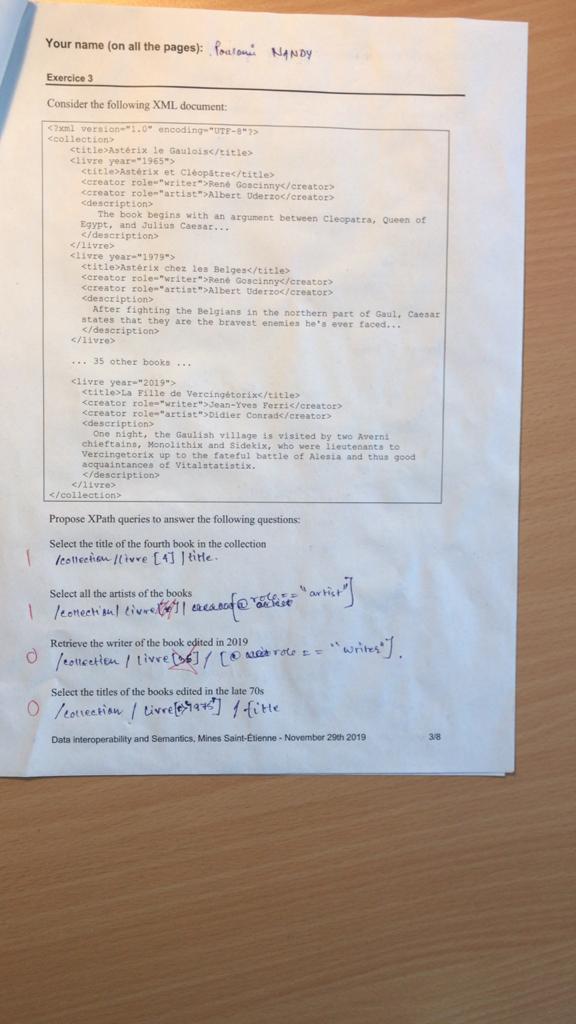 Your name (on all the pages): Poulomi NANDY
Exercice 3
Consider the following XML document:
<?xml version="1.0" encoding="UTF-8"?>
<collection>
<title>Astérix le Gaulois</title>
<livre year="1965">
<title>Astérix et Cléopâtre</title>
<creator role="writer">René Goscinny</creator>
<creator role="artist">Albert Uderzo</creator>
<description>
The book begins with an argument between Cleopatra, Queen of
Egypt, and Julius Caesar...
</description>
</livre>
<livre year="1979">
<title>Astérix chez les Belges</title>
<creator role="writer">René Goscinny</creator>
<creator role="artist">Albert Uderzo</creator>
<description>
After fighting the Belgians in the northern part of Gaul, Caesar
states that they are the bravest enemies he's ever faced...
</description>
</livre>
... 35 other books ...
<livre year="2019">
<title>La Fille de Vercingétorix</title>
<creator role="writer">Jean-Yves Ferri</creator>
<creator role="artist">Didier Conrad</creator>
<description>
One night, the Gaulish village is visited by two Averni
chieftains, Monolithix and Sidekix, who were lieutenants to
Vercingetorix up to the fateful battle of Alesia and thus good
acquaintances of Vitalstatistix.
</description>
</livre>
</collection>
Propose XPath queries to answer the following questions:
Select the title of the fourth book in the collection
1 /collection/livre [4] / title.
Select all the artists of the books
1 /collection/ livre / [@ role == "artist"]
Retrieve the writer of the book edited in 2019
0 /collection / livre [36] / [@ role == "writer"].
Select the titles of the books edited in the late 70s
0 /collection / livre / title
Data interoperability and Semantics, Mines Saint-Étienne - November 29th 2019 3/8